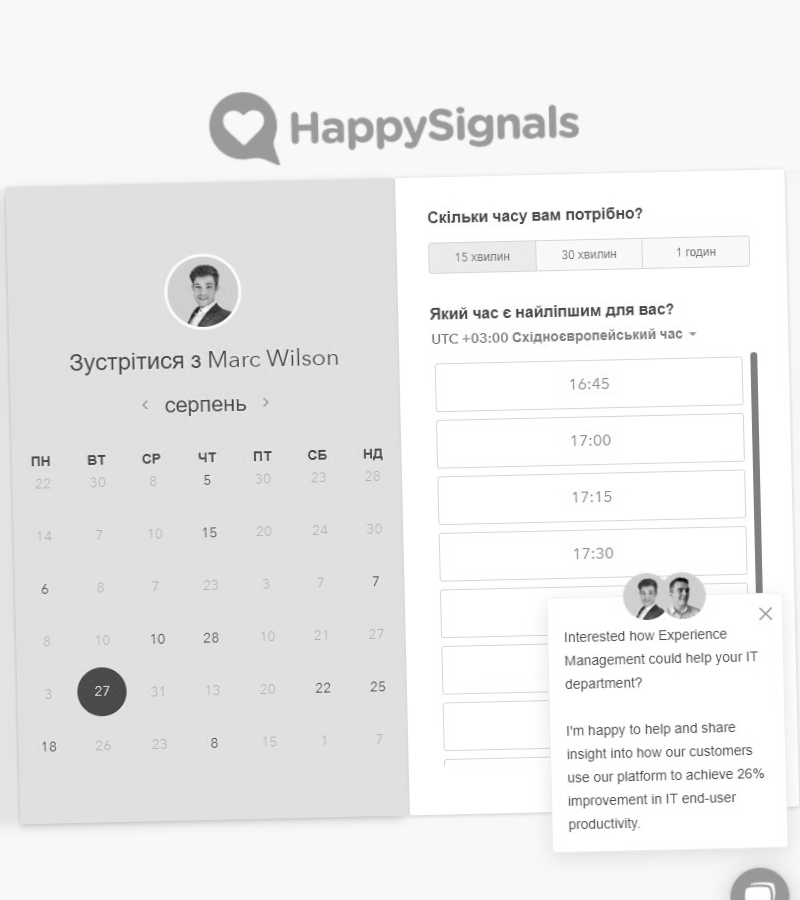 HappySignals
Зустрітися з Marc Wilson
серпень
ПН ВТ СР ЧТ ПТ СБ НД
22 30 8 5 30 23 28
14 7 10 15 20 24 30
6 8 7 23 3 7 7
8 10 10 28 10 21 27
3 27 31 13 20 22 25
18 26 23 8 15 1 7
Скільки часу вам потрібно?
15 хвилин 30 хвилин 1 годин
Який час є найліпшим для вас?
UTC +03:00 Східноєвропейський час
16:45
17:00
17:15
17:30
Interested how Experience
Management could help your IT
department?
I'm happy to help and share
insight into how our customers
use our platform to achieve 26%
improvement in IT end-user
productivity.